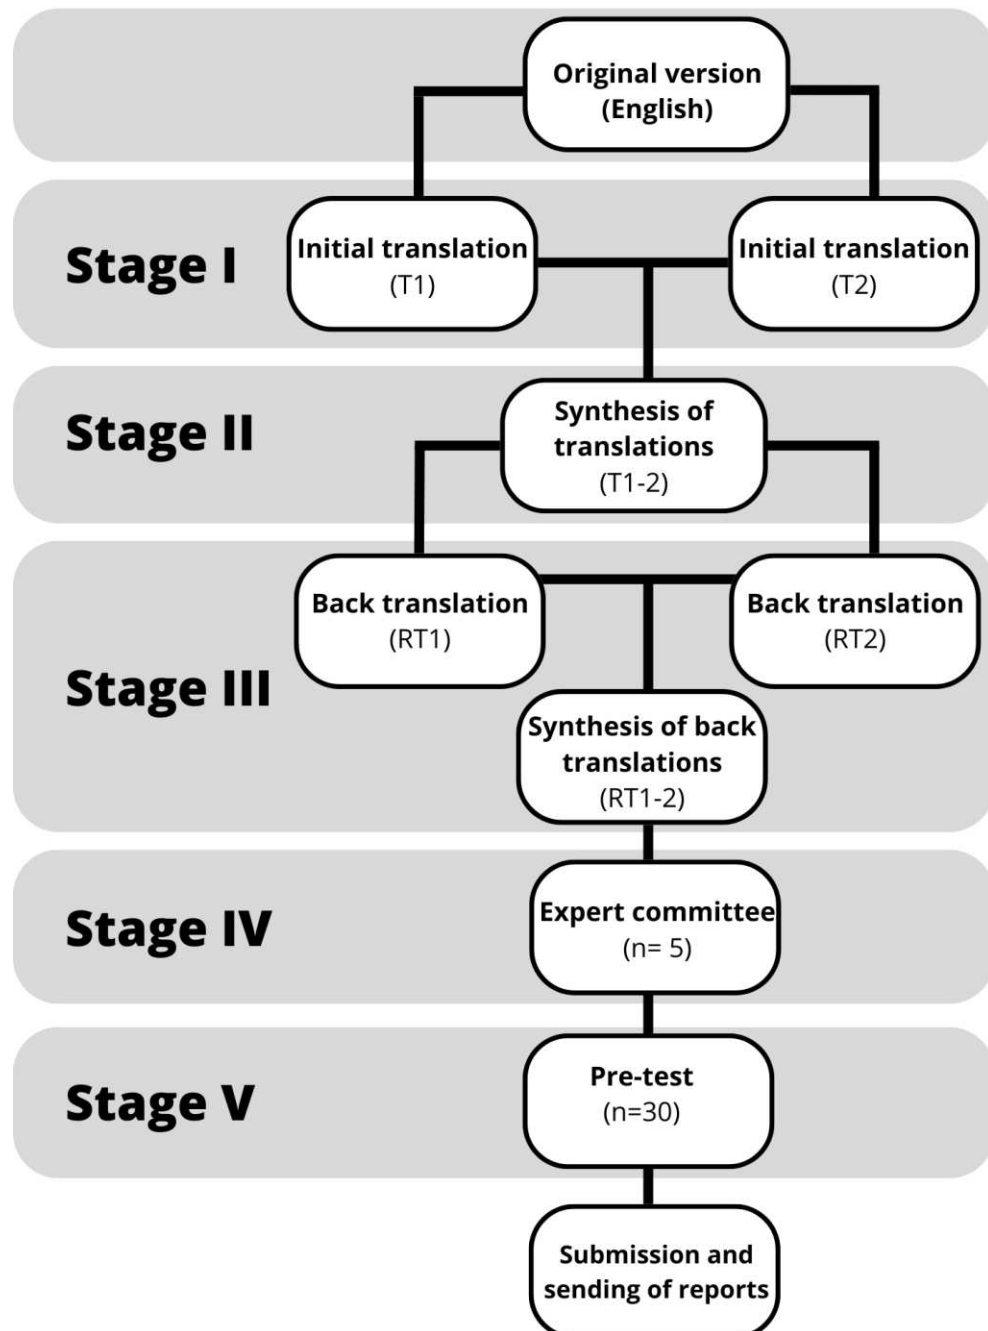 Original version
(English)
Stage I
Initial translation
(T1)
Initial translation
(T2)
Stage II
Synthesis of
translations
(T1-2)
Stage III
Back translation
(RT1)
Back translation
(RT2)
Synthesis of back
translations
(RT1-2)
Stage IV
Expert committee
(n= 5)
Stage V
Pre-test
(n=30)
Submission and
sending of reports